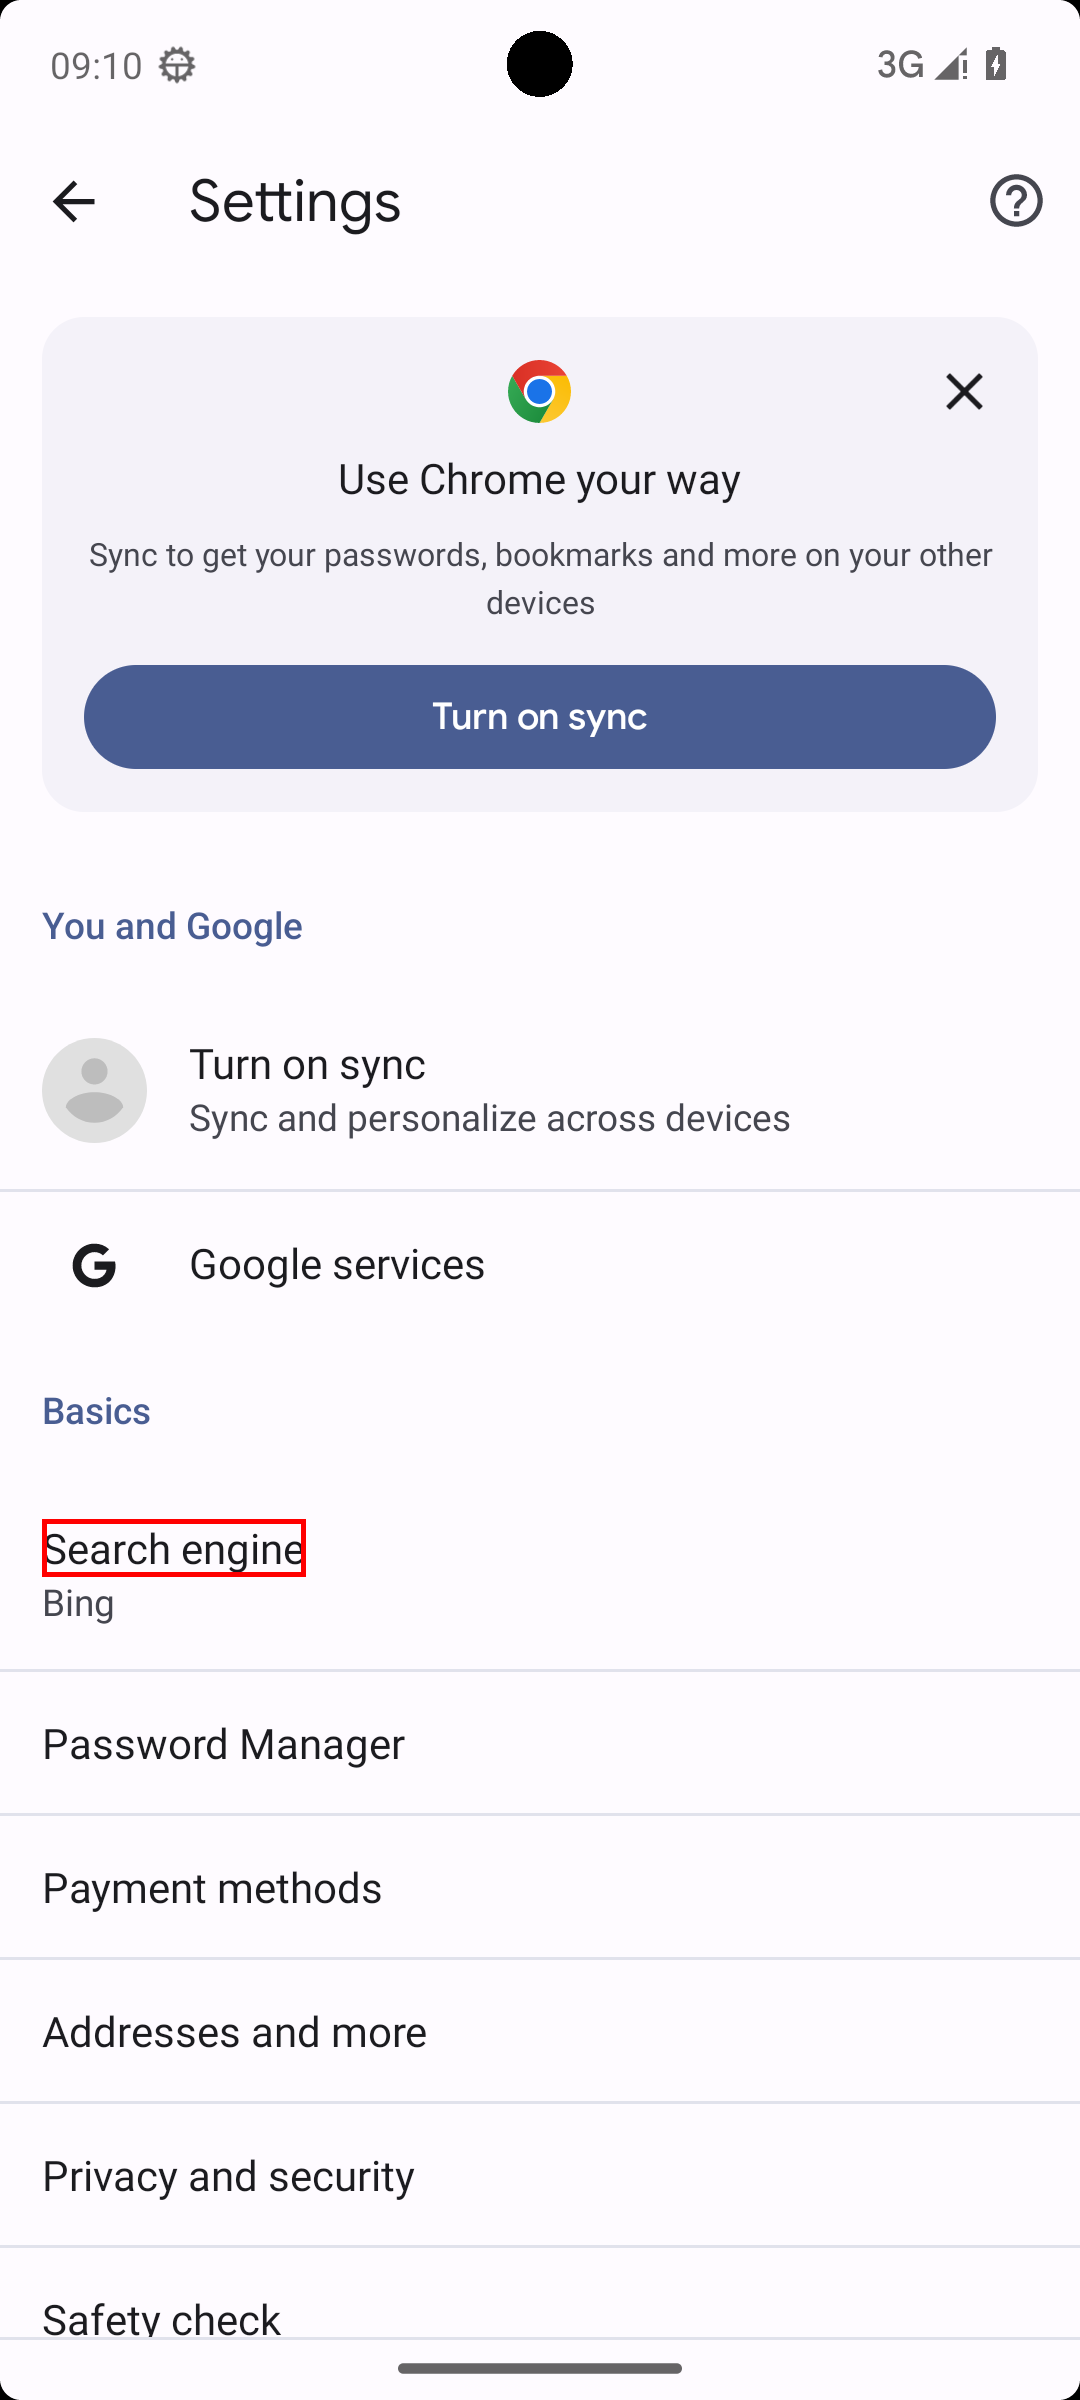 09:10
3G
Settings
Use Chrome your way
Sync to get your passwords, bookmarks and more on your other
devices
Turn on sync
You and Google
Turn on sync
Sync and personalize across devices
Google services
Basics
Search engine
Bing
Password Manager
Payment methods
Addresses and more
Privacy and security
Safety check